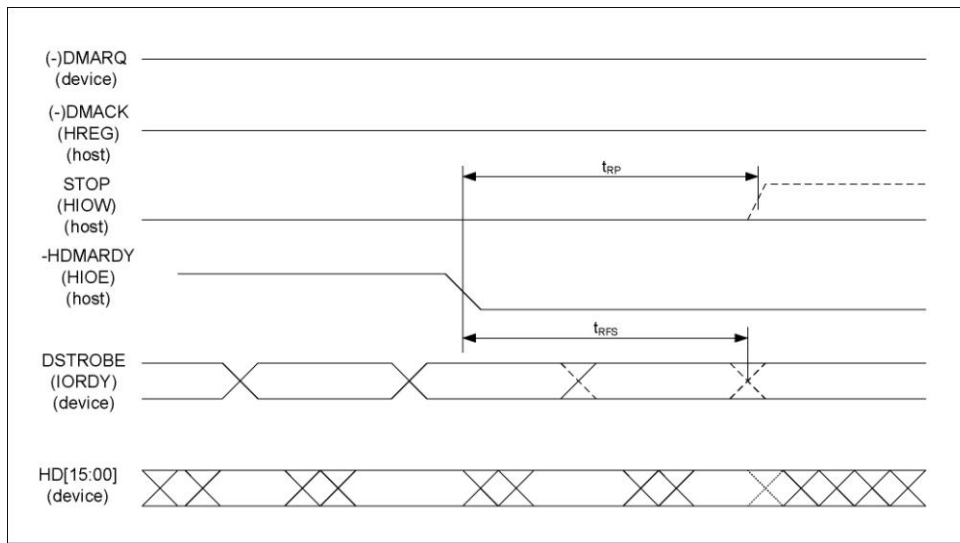 (-)DMARQ
(device)
(-)DMACK
(HREG)
(host)
tRP
STOP
(HIOW)
(host)
-HDMARDY
(HIOE)
(host)
tRFS
DSTROBE
(IORDY)
(device)
HD[15:00]
(device)